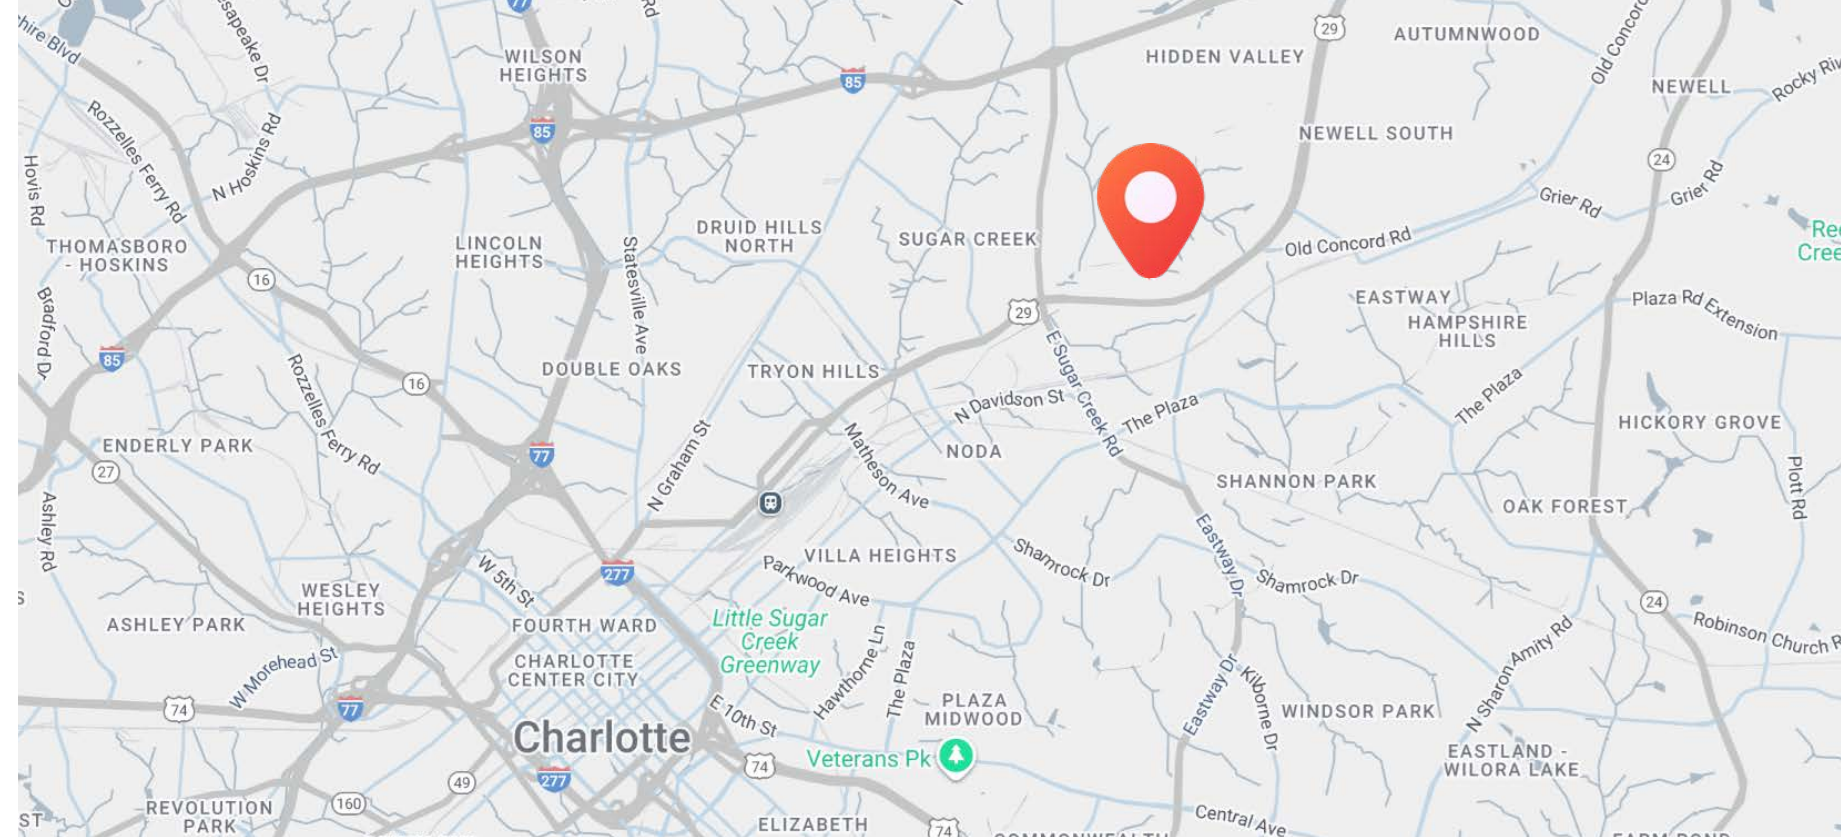 77
29
AUTUMNWOOD
Old Concord
WILSON
HEIGHTS
HIDDEN VALLEY
85
NEWELL
N Hoskins Rd
85
NEWELL SOUTH
Rozzelles Ferry Rd
24
Hovis Rd
Grier Rd
Grier Rd
THOMASBORO
- HOSKINS
LINCOLN
HEIGHTS
Statesville Ave
DRUID HILLS
NORTH
SUGAR CREEK
Old Concord Rd
16
Bradford Dr
85
29
EASTWAY
HAMPSHIRE
HILLS
Plaza Rd Extension
Rozzelles Ferry Rd
16
DOUBLE OAKS
TRYON HILLS
E Sugar Creek Rd
N Davidson St
The Plaza
The Plaza
HICKORY GROVE
ENDERLY PARK
27
77
N Graham St
Matheson Ave
NODA
SHANNON PARK
Plott Rd
OAK FOREST
Ashley Rd
277
W 5th St
VILLA HEIGHTS
Parkwood Ave
Shamrock Dr
Eastway Dr
Shamrock Dr
WESLEY
HEIGHTS
ASHLEY PARK
FOURTH WARD
Little Sugar
Creek
Greenway
24
Robinson Church R
W Morehead St
CHARLOTTE
CENTER CITY
Hawthorne Ln
The Plaza
Eastway Dr
Kilborne Dr
N Sharon Amity Rd
74
77
E 10th St
PLAZA
MIDWOOD
WINDSOR PARK
Charlotte
Veterans Pk
74
EASTLAND -
WILORA LAKE
277
49
160
REVOLUTION
PARK
ELIZABETH
74
Central Ave